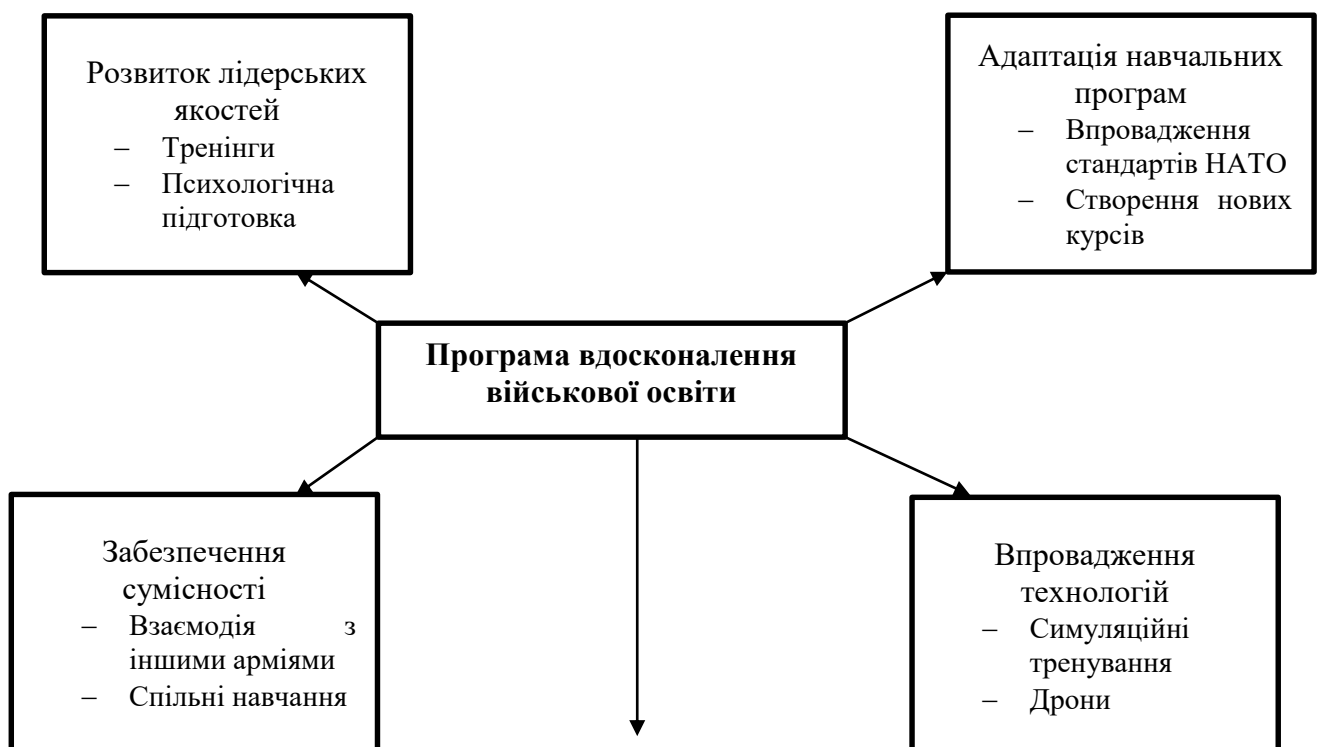 Розвиток лідерських
якостей
– Тренінги
– Психологічна
підготовка
Адаптація навчальних
програм
– Впровадження
стандартів НАТО
– Створення нових
курсів
Програма вдосконалення
військової освіти
Забезпечення
сумісності
– Взаємодія з
іншими арміями
– Спільні навчання
Впровадження
технологій
– Симуляційні
тренування
– Дрони